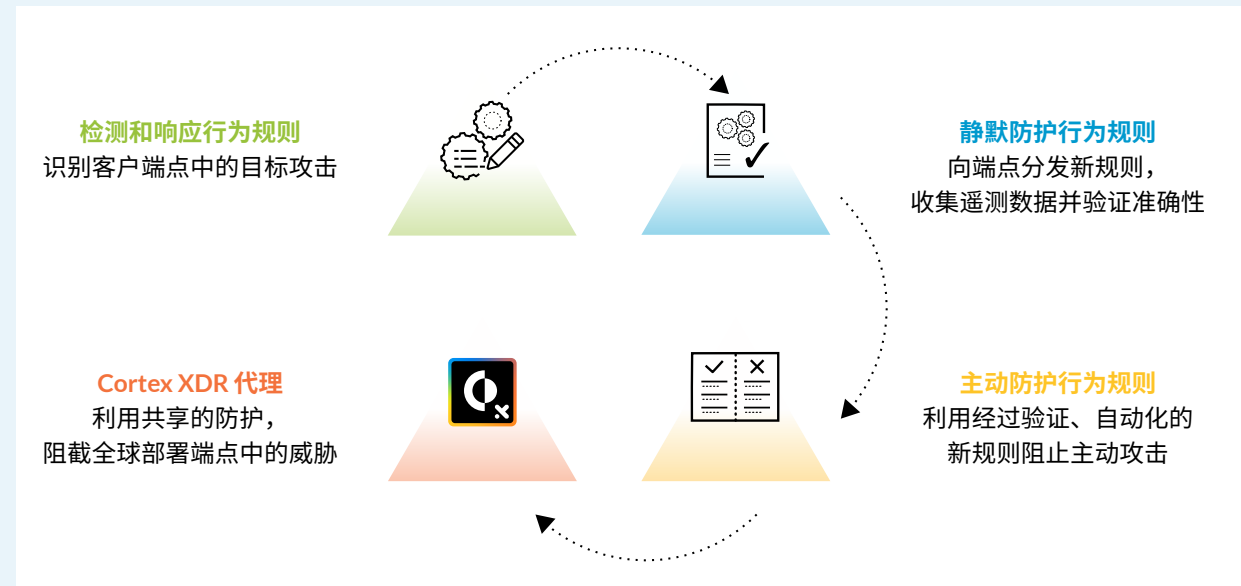 检测和响应行为规则
识别客户端点中的目标攻击
静默防护行为规则
向端点分发新规则，
收集遥测数据并验证准确性
Cortex XDR 代理
利用共享的防护，
阻截全球部署端点中的威胁
主动防护行为规则
利用经过验证、自动化的
新规则阻止主动攻击